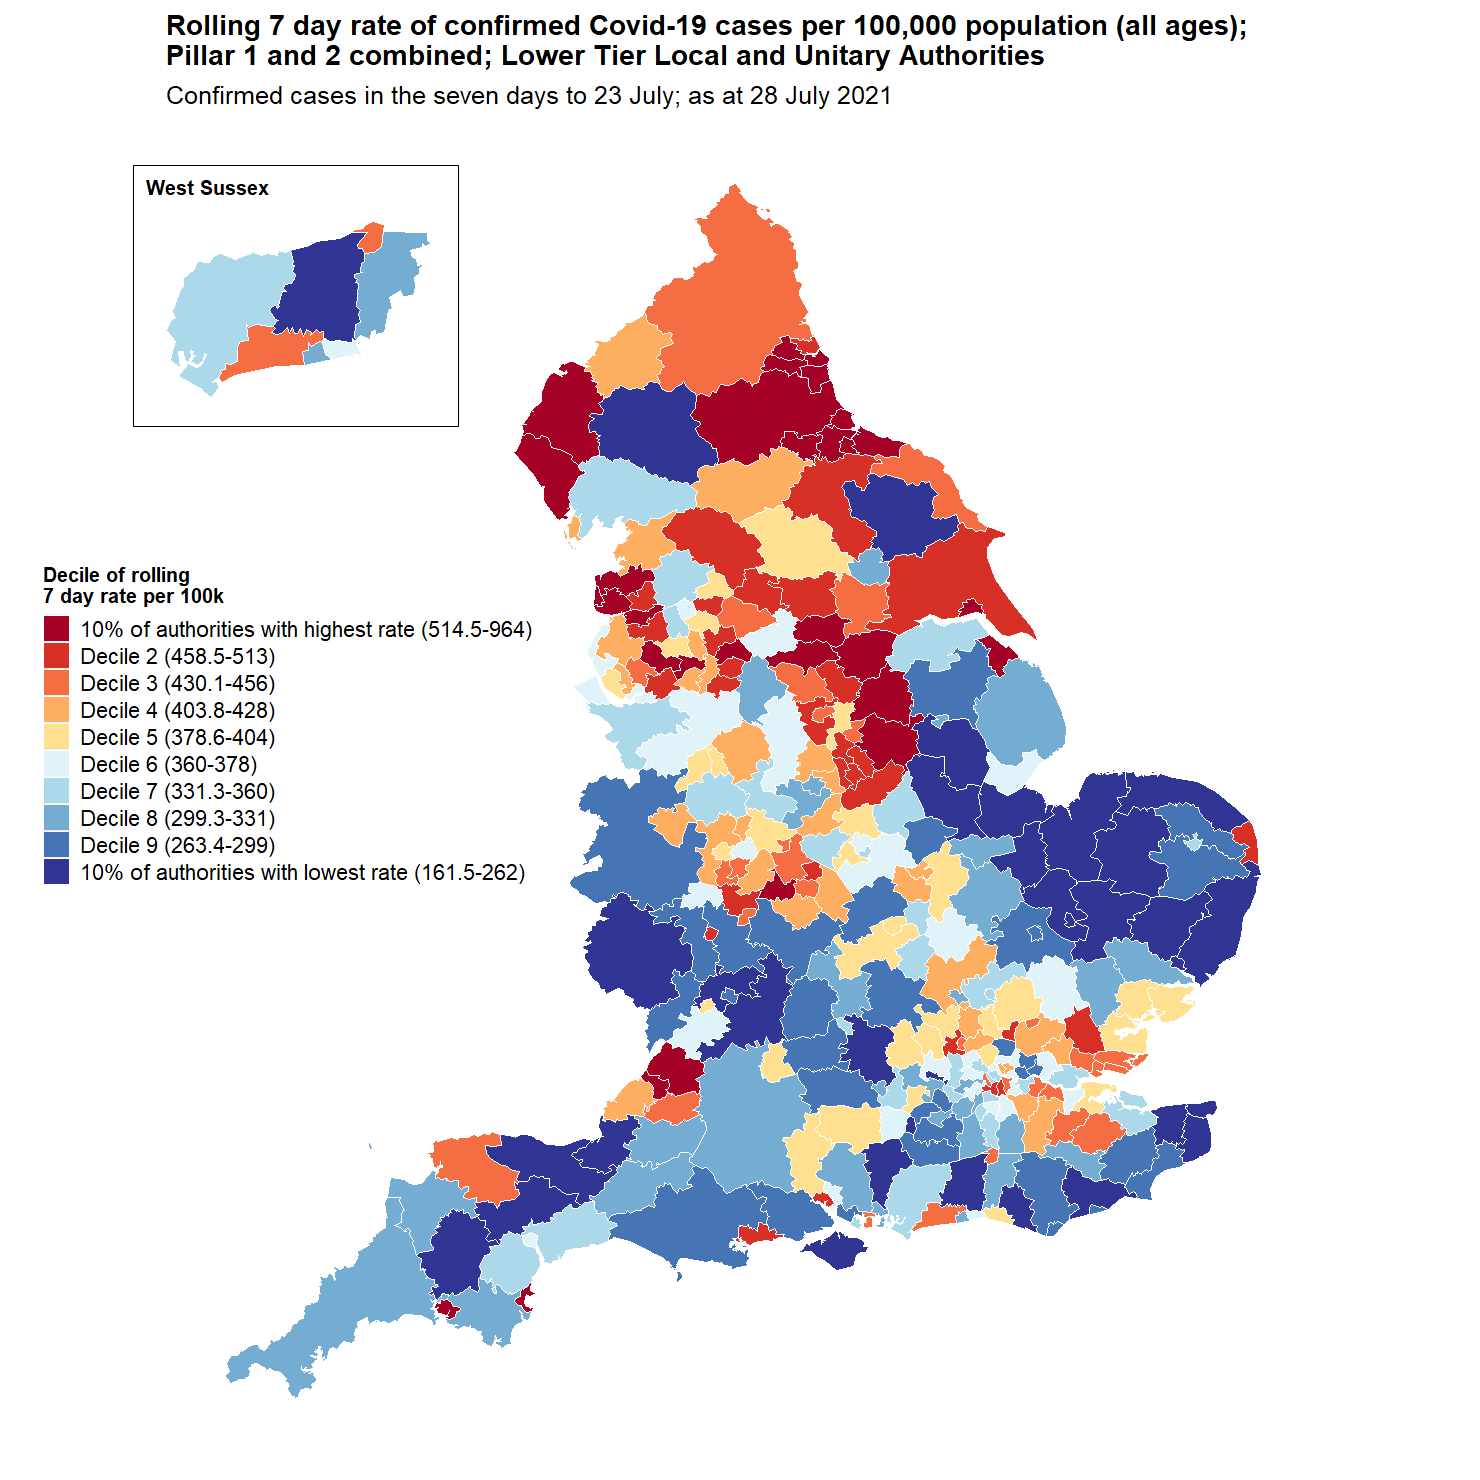 Rolling 7 day rate of confirmed Covid-19 cases per 100,000 population (all ages);
Pillar 1 and 2 combined; Lower Tier Local and Unitary Authorities
Confirmed cases in the seven days to 23 July; as at 28 July 2021
West Sussex
Decile of rolling
7 day rate per 100k
10% of authorities with highest rate (514.5-964)
Decile 2 (458.5-513)
Decile 3 (430.1-456)
Decile 4 (403.8-428)
Decile 5 (378.6-404)
Decile 6 (360-378)
Decile 7 (331.3-360)
Decile 8 (299.3-331)
Decile 9 (263.4-299)
10% of authorities with lowest rate (161.5-262)